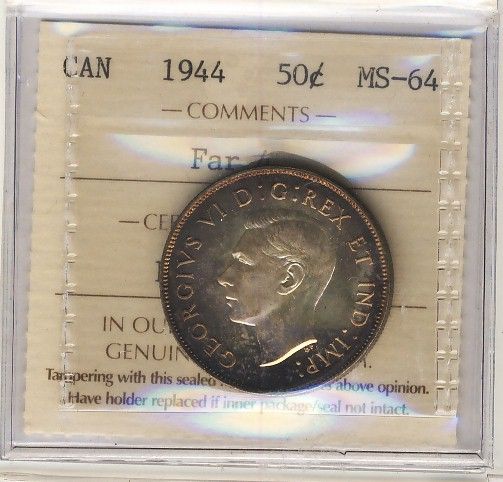 CAN 1944 50¢ MS-64
— COMMENTS —
Far
GEORGIVS VI D:G:REX ET IND:IMP:
HP
IN
GENUIN
Tampering with this sealed above opinion.
Have holder replaced if inner package/seal not intact.